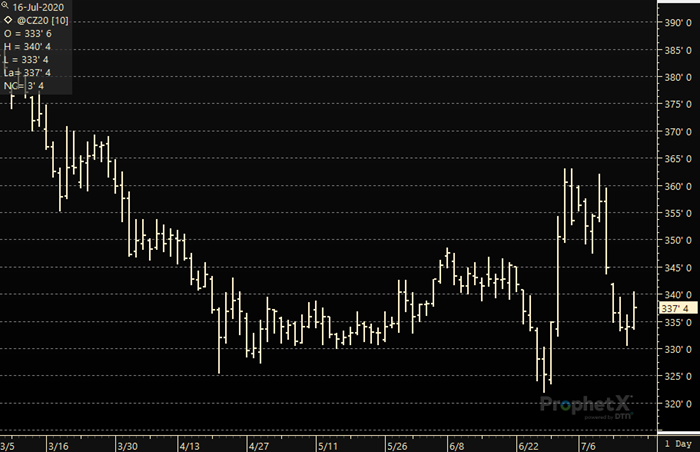 16-Jul-2020
@CZ20 [10]
O = 333' 6
H = 340' 4
L = 333' 4
La= 337' 4
NC= 3' 4
390' 0
385' 0
380' 0
375' 0
370' 0
365' 0
360' 0
355' 0
350' 0
345' 0
340' 0
337' 4
335' 0
330' 0
325' 0
320' 0
ProphetX
powered by DTN
3/5 3/16 3/30 4/13 4/27 5/11 5/26 6/8 6/22 7/6 1 Day